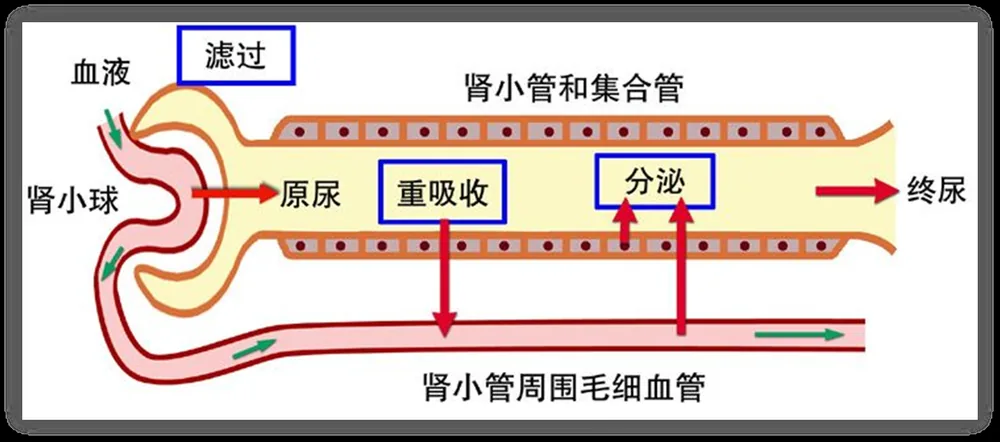 滤过
血液
肾小管和集合管
肾小球
原尿
重吸收
分泌
终尿
肾小管周围毛细血管